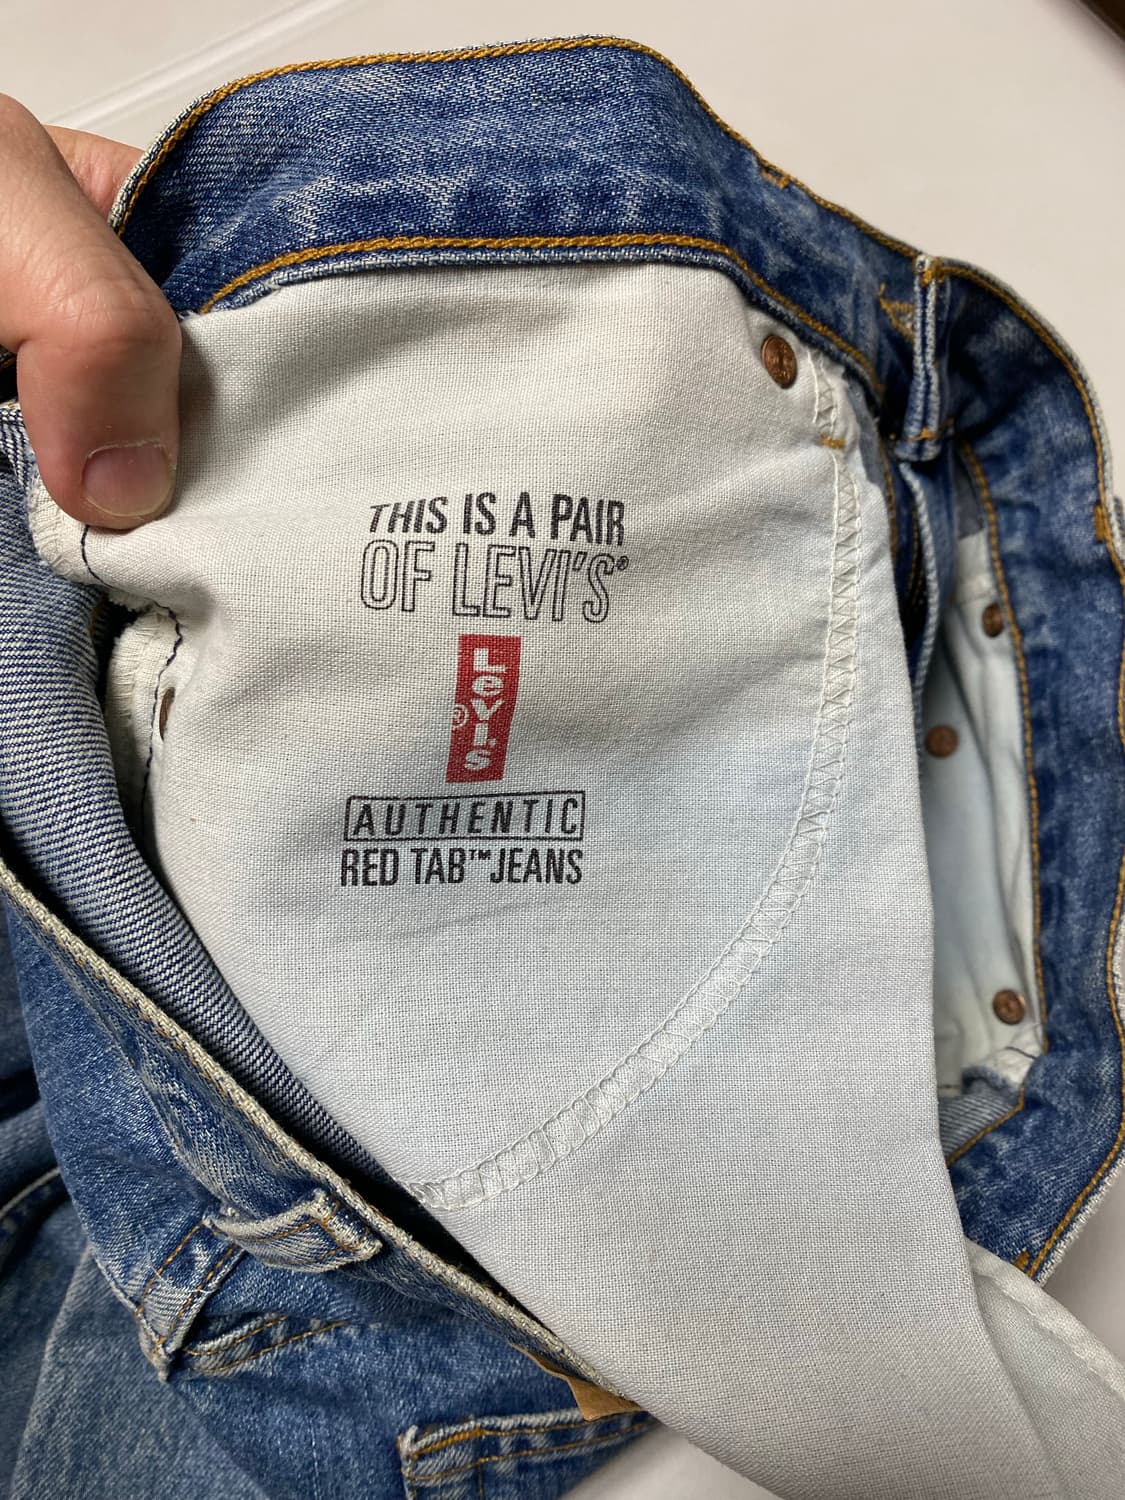 THIS IS A PAIR
OF LEVI'S®
LEVI'S
®
AUTHENTIC
RED TAB™ JEANS